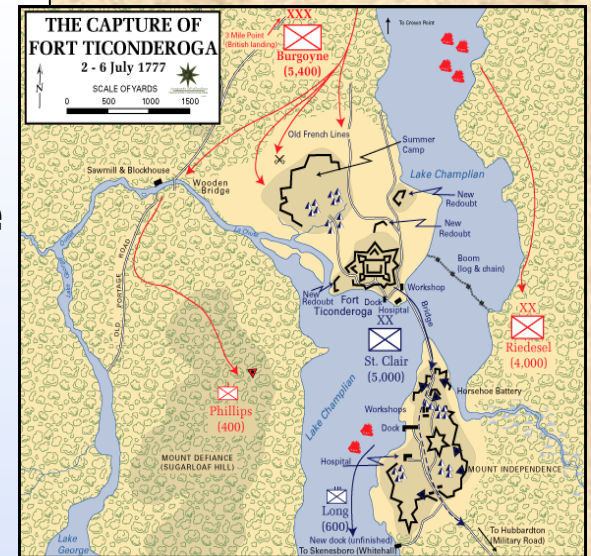 THE CAPTURE OF
FORT TICONDEROGA
2 - 6 July 1777
N
SCALE OF YARDS
0 500 1000 1500
3 Mile Point
(British landing)
XXX
Burgoyne
(5,400)
To Crown Point
Old French Lines
Summer
Camp
Lake Champlian
Sawmill & Blockhouse
Wooden
Bridge
New
Redoubt
New
Redoubt
La Chute
Boom
(log & chain)
OLD PORTAGE ROAD
New
Redoubt
Fort
Ticonderoga
Dock
Hosiptal
Workshop
Bridge
XX
St. Clair
(5,000)
XX
Riedesel
(4,000)
Phillips
(400)
Lake Champlian
Horsehoe Battery
Workshops
Dock
Hospital
MOUNT DEFIANCE
(SUGARLOAF HILL)
MOUNT INDEPENDENCE
Long
(600)
Lake
George
New dock (unfinished)
To Skenesboro (Whitehall)
To Hubbardton
(Military Road)